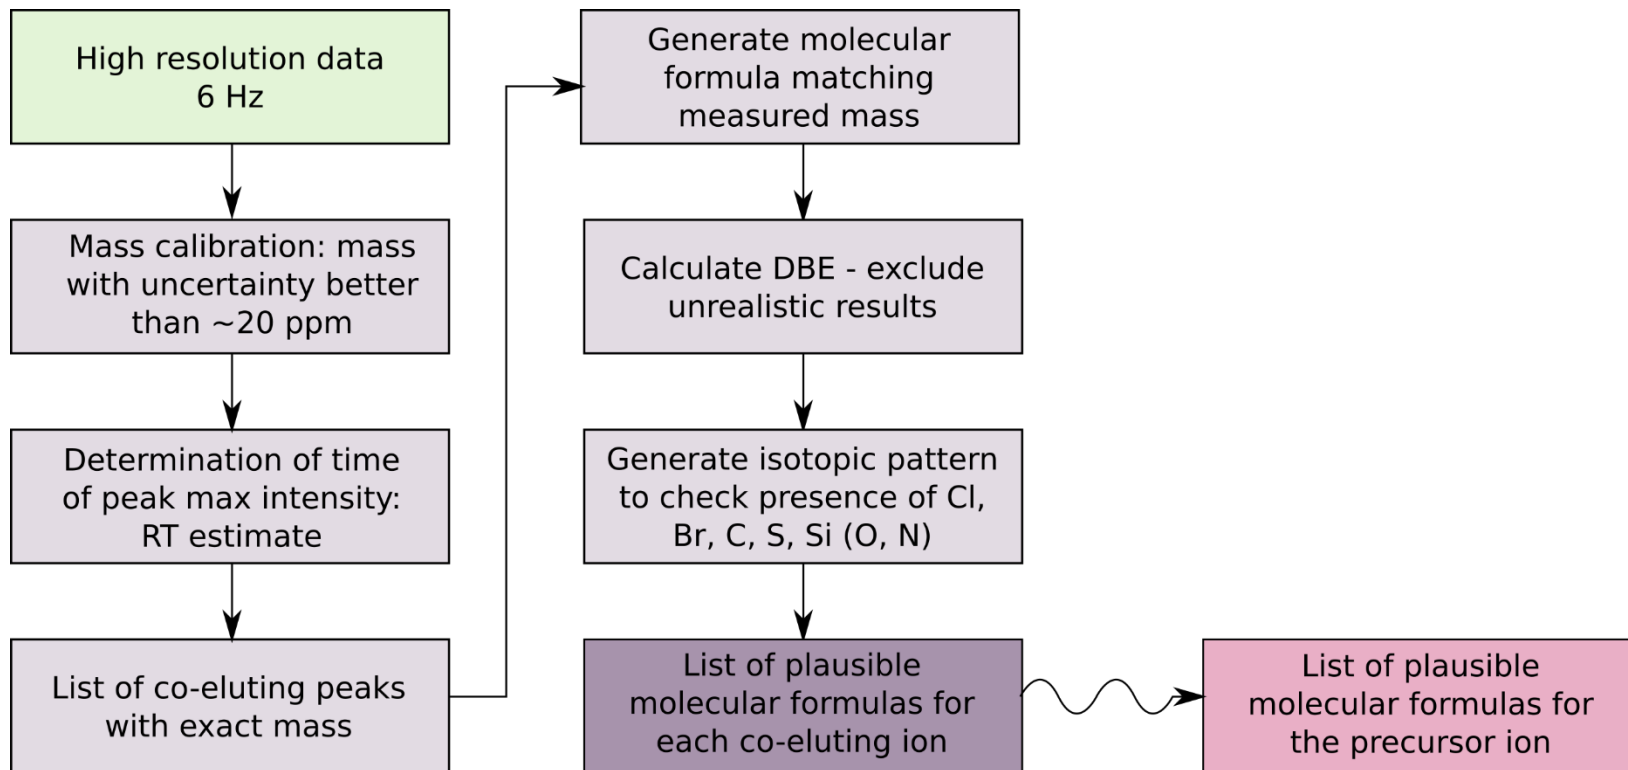 High resolution data
6 Hz
Mass calibration: mass
with uncertainty better
than ~20 ppm
Determination of time
of peak max intensity:
RT estimate
List of co-eluting peaks
with exact mass
Generate molecular
formula matching
measured mass
Calculate DBE - exclude
unrealistic results
Generate isotopic pattern
to check presence of Cl,
Br, C, S, Si (O, N)
List of plausible
molecular formulas for
each co-eluting ion
List of plausible
molecular formulas for
the precursor ion